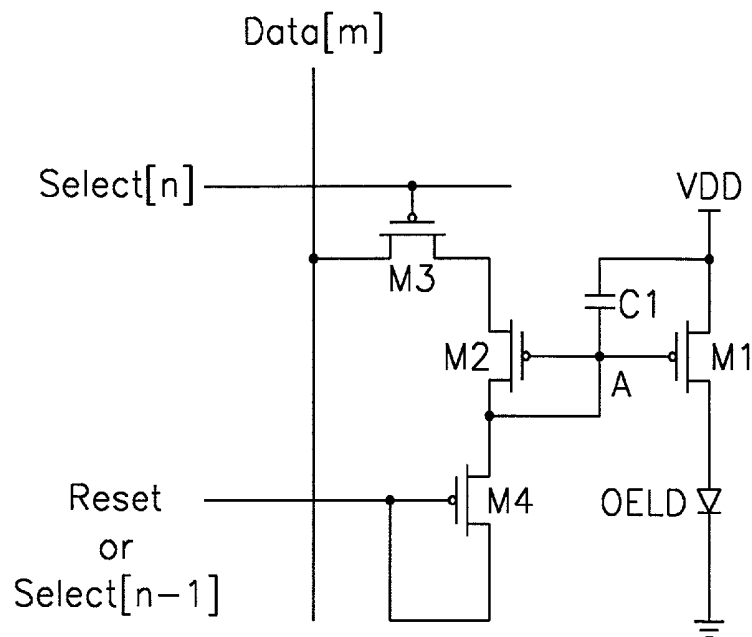 Data[m]
Select[n]
VDD
M3
C1
M2
M1
A
Reset
or
Select[n-1]
M4
OELD